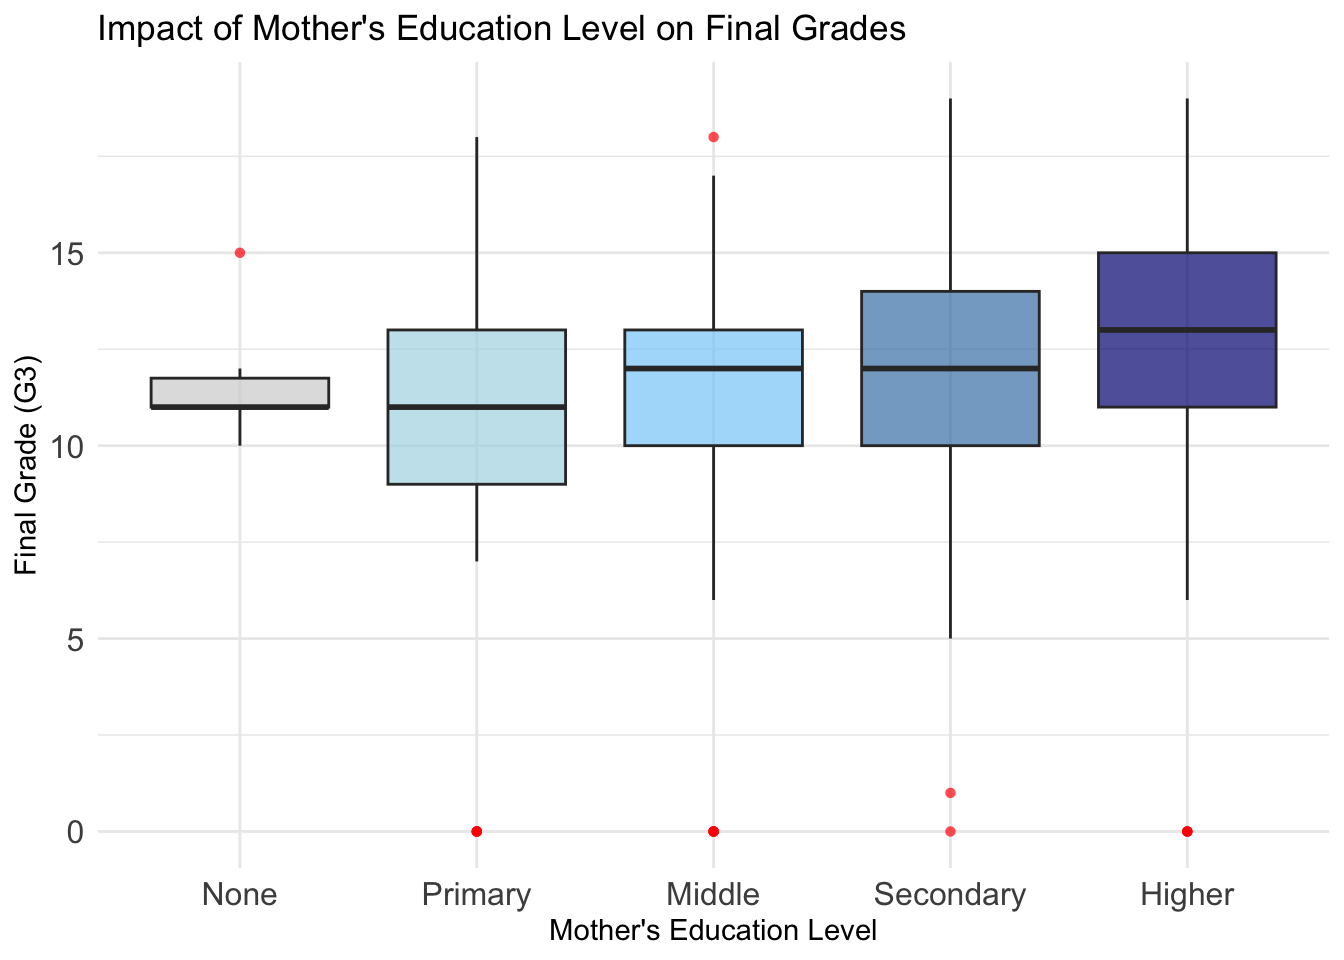 Impact of Mother's Education Level on Final Grades
Final Grade (G3)
15
10
5
0
None Primary Middle Secondary Higher
Mother's Education Level